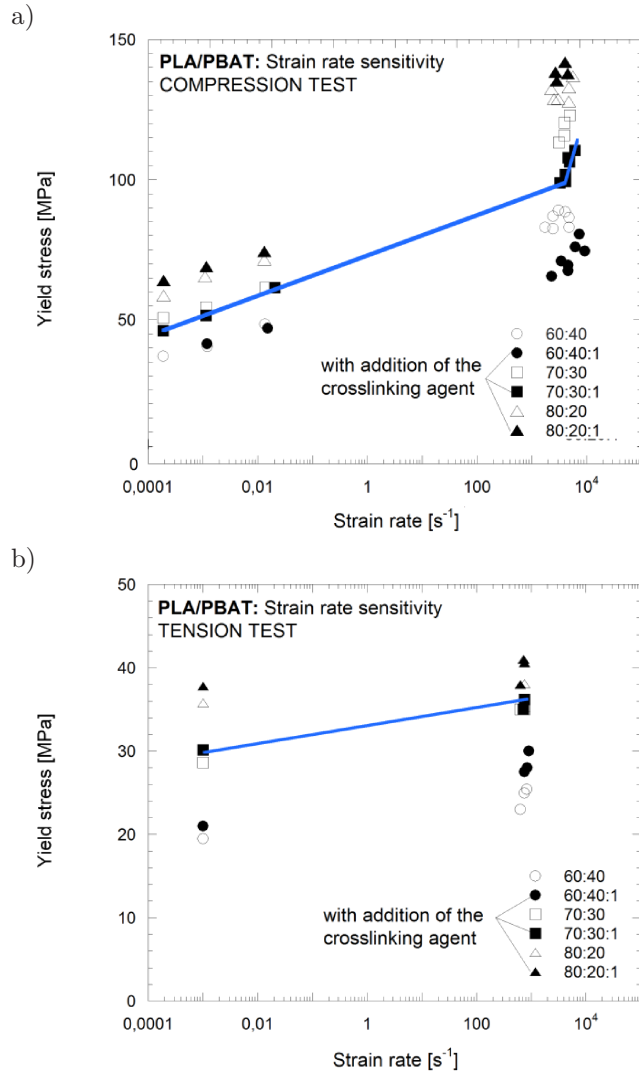 a)
150
100
50
0
Yield stress [MPa]
PLA/PBAT: Strain rate sensitivity
COMPRESSION TEST
with addition of the
crosslinking agent
60:40
60:40:1
70:30
70:30:1
80:20
80:20:1
0,0001
0,01
1
100
10⁴
Strain rate [s⁻¹]
b)
50
40
30
20
10
0
Yield stress [MPa]
PLA/PBAT: Strain rate sensitivity
TENSION TEST
with addition of the
crosslinking agent
60:40
60:40:1
70:30
70:30:1
80:20
80:20:1
0,0001
0,01
1
100
10⁴
Strain rate [s⁻¹]